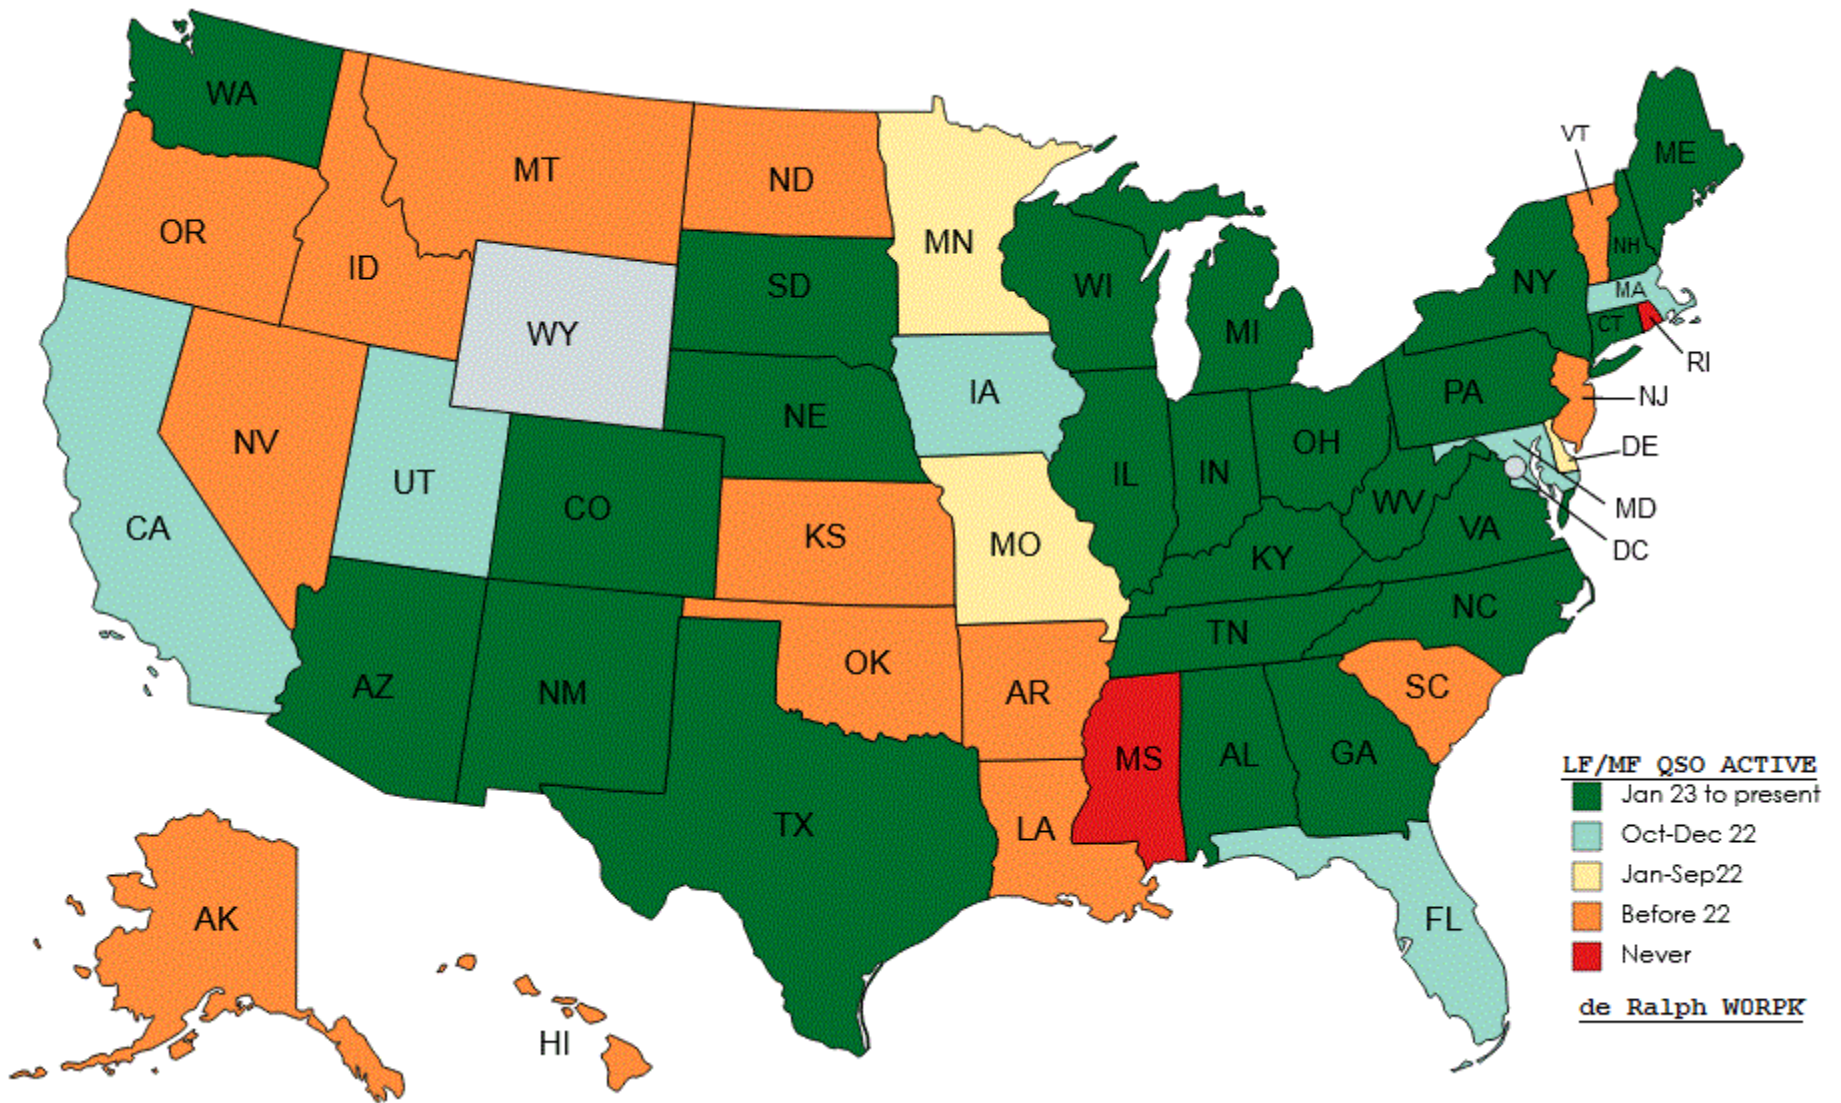 WA
MT
ND
MN
OR
ID
SD
WI
MI
WY
VT
ME
NH
NY
MA
CT
RI
NV
UT
CO
NE
IA
IL
IN
OH
PA
NJ
DE
MD
DC
CA
KS
MO
KY
WV
VA
NC
TN
AZ
NM
OK
AR
SC
MS
AL
GA
TX
LA
FL
AK
HI
LF/MF QSO ACTIVE
Jan 23 to present
Oct-Dec 22
Jan-Sep22
Before 22
Never
de Ralph W0RPK